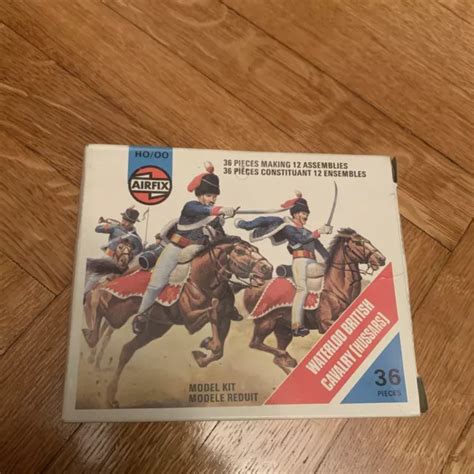 HO/OO
AIRFIX
36 PIECES MAKING 12 ASSEMBLIES
36 PIÈCES CONSTITUANT 12 ENSEMBLES
WATERLOO BRITISH
CAVALRY [HUSSARS]
MODEL KIT
MODELE REDUIT
36
PIECES